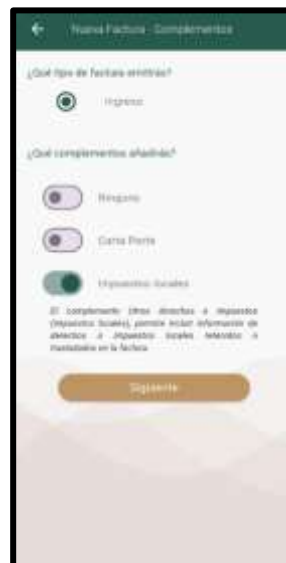 Nueva Factura - Complementos
¿Qué tipo de factura emitirás?
Ingreso
¿Qué complementos añadirás?
Ninguno
Carta Porte
Impuestos locales
El complemento Otros derechos e impuestos
(impuestos locales), permite incluir información de
derechos o impuestos locales retenidos o
trasladados en la factura.
Siguiente